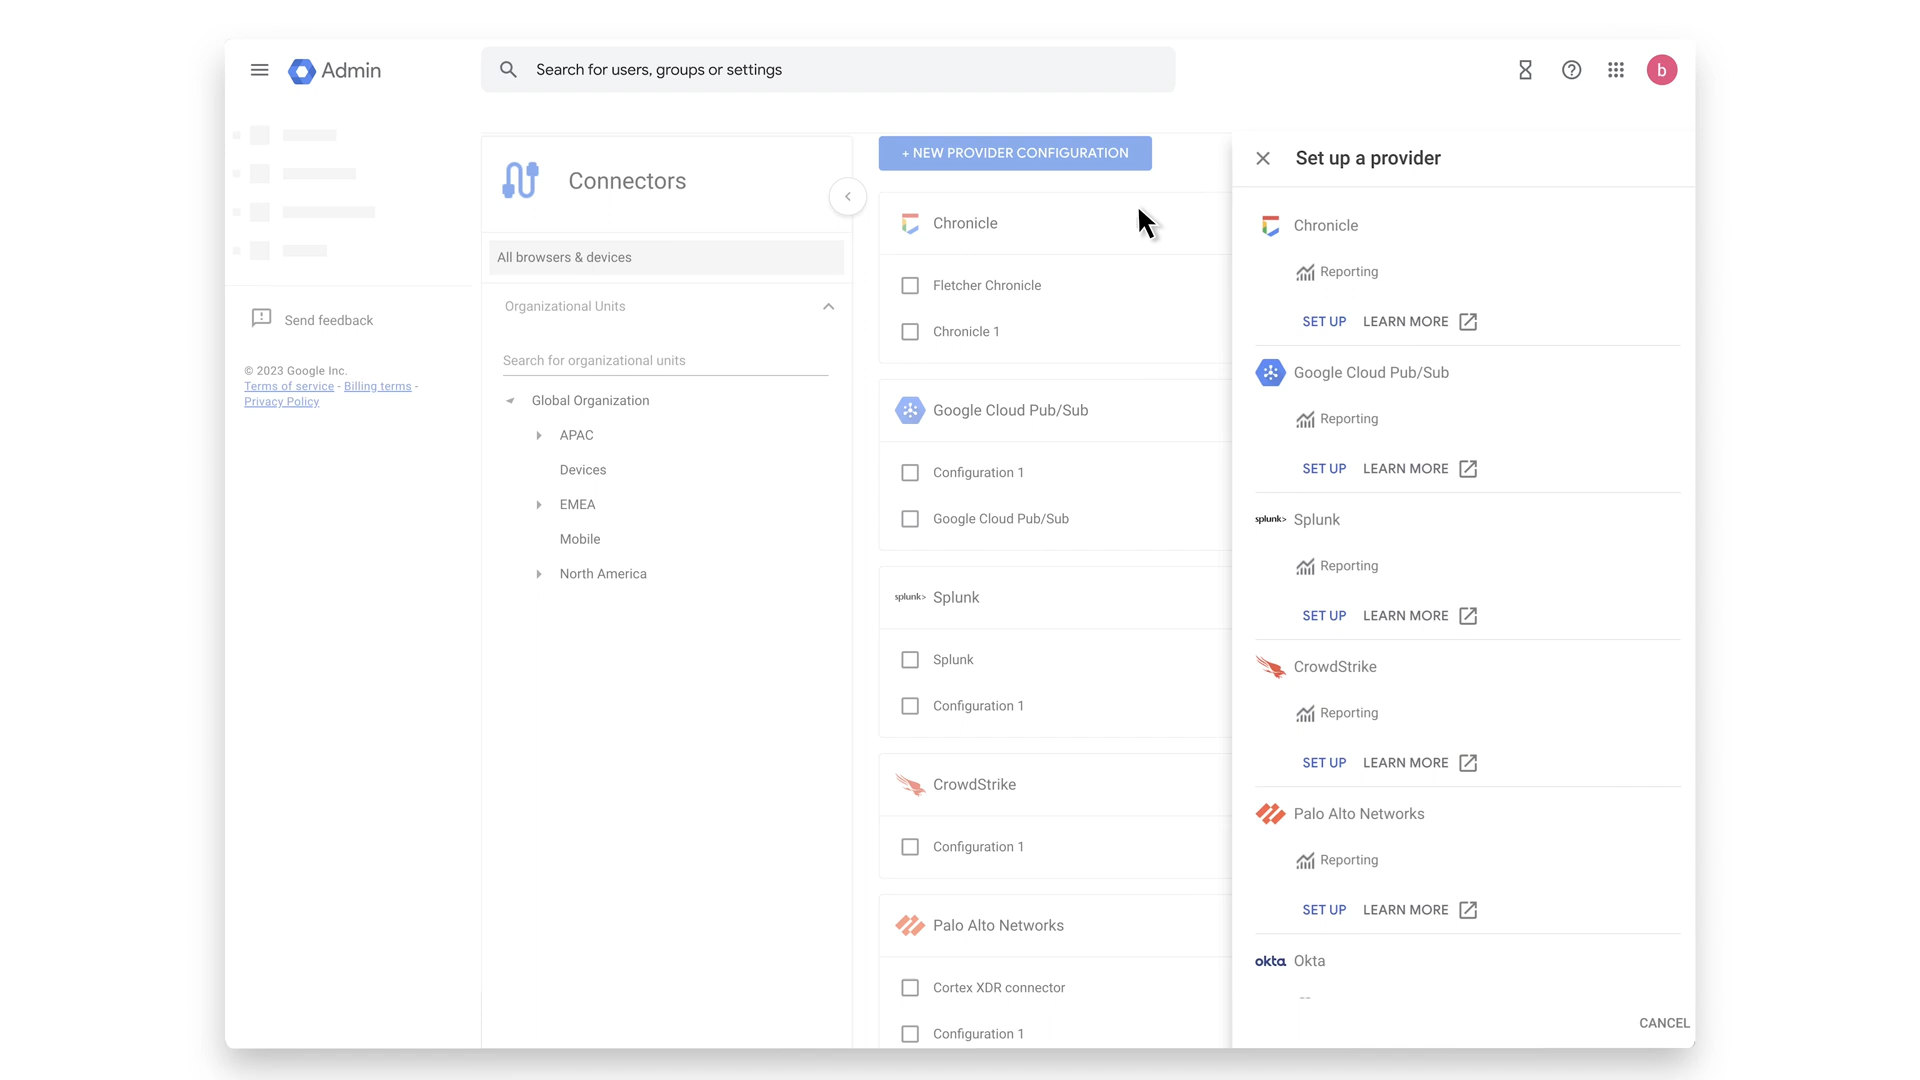 Admin
Search for users, groups or settings
b
Send feedback
© 2023 Google Inc.
Terms of service - Billing terms -
Privacy Policy
Connectors
All browsers & devices
Organizational Units
Search for organizational units
Global Organization
APAC
Devices
EMEA
Mobile
North America
+ NEW PROVIDER CONFIGURATION
Chronicle
Fletcher Chronicle
Chronicle 1
Google Cloud Pub/Sub
Configuration 1
Google Cloud Pub/Sub
splunk> Splunk
Splunk
Configuration 1
CrowdStrike
Configuration 1
Palo Alto Networks
Cortex XDR connector
Configuration 1
Set up a provider
Chronicle
Reporting
SET UP LEARN MORE
Google Cloud Pub/Sub
Reporting
SET UP LEARN MORE
splunk> Splunk
Reporting
SET UP LEARN MORE
CrowdStrike
Reporting
SET UP LEARN MORE
Palo Alto Networks
Reporting
SET UP LEARN MORE
okta Okta
CANCEL